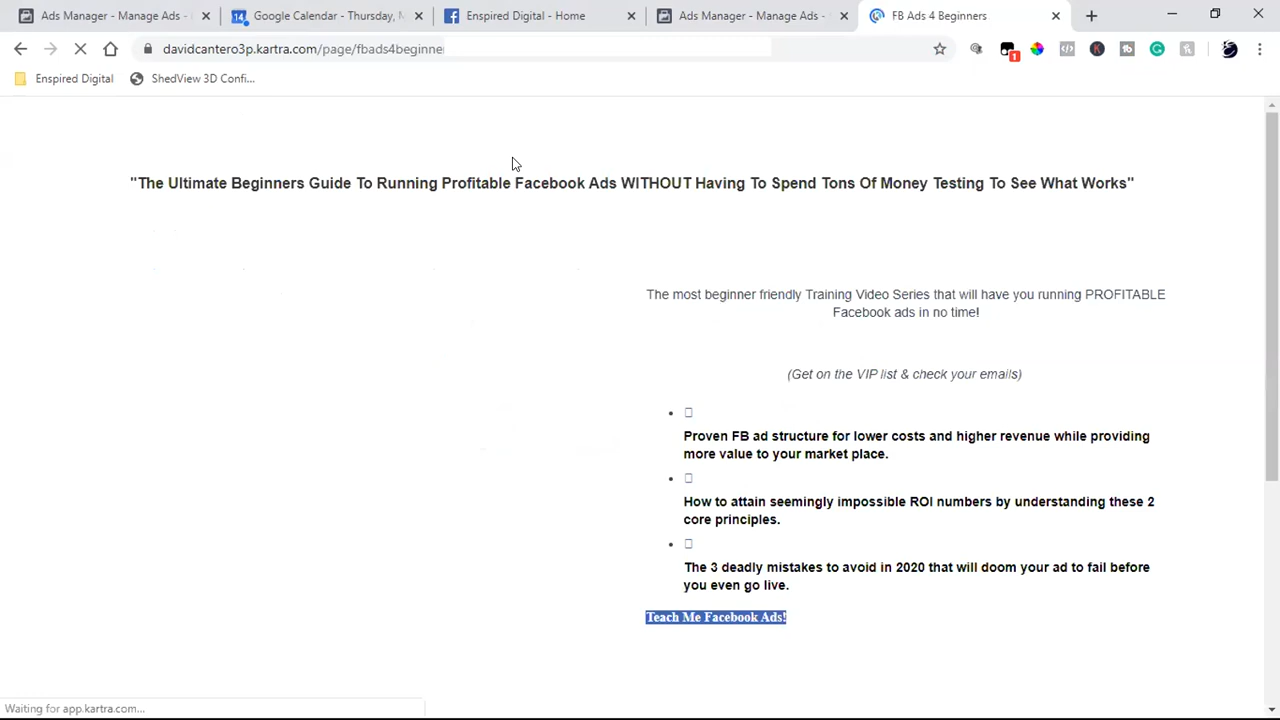 Ads Manager - Manage Ads -
Google Calendar - Thursday, N
Enspired Digital - Home
Ads Manager - Manage Ads -
FB Ads 4 Beginners
davidcantero3p.kartra.com/page/fbads4beginner
1
Enspired Digital
ShedView 3D Confi...
"The Ultimate Beginners Guide To Running Profitable Facebook Ads WITHOUT Having To Spend Tons Of Money Testing To See What Works"
The most beginner friendly Training Video Series that will have you running PROFITABLE
Facebook ads in no time!
(Get on the VIP list & check your emails)
Proven FB ad structure for lower costs and higher revenue while providing
more value to your market place.
How to attain seemingly impossible ROI numbers by understanding these 2
core principles.
The 3 deadly mistakes to avoid in 2020 that will doom your ad to fail before
you even go live.
Teach Me Facebook Ads!
Waiting for app.kartra.com...